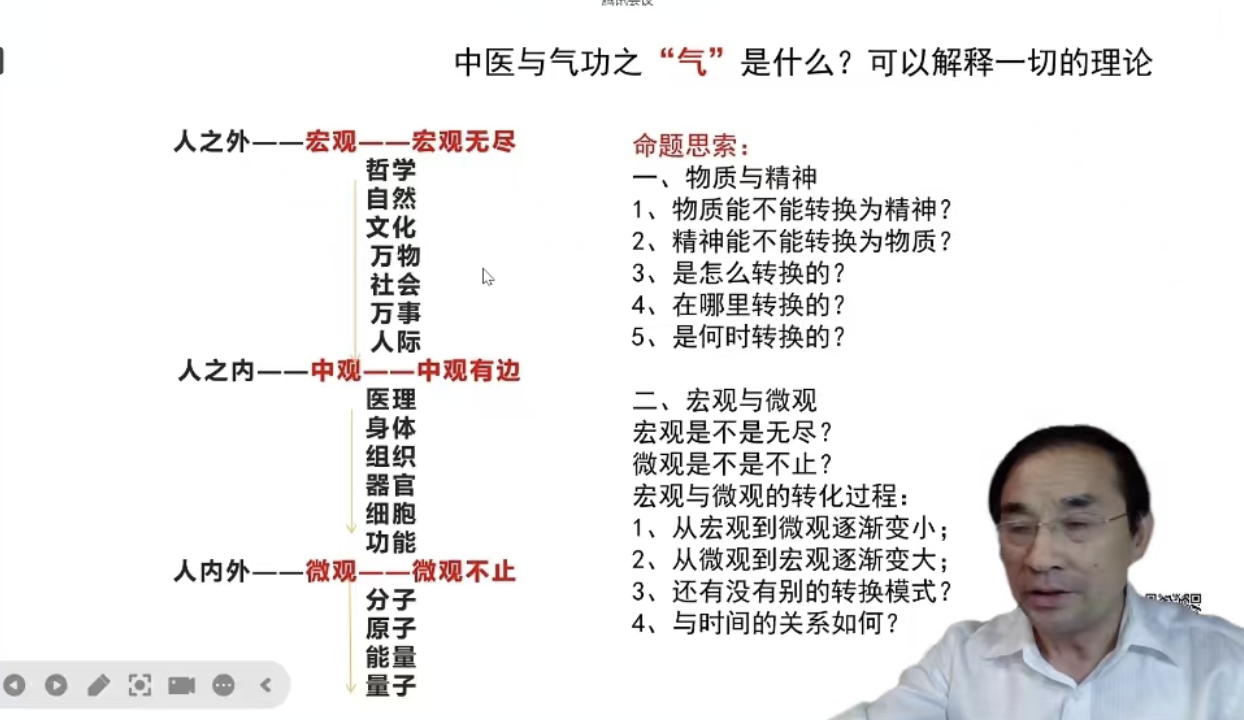 腾讯会议
中医与气功之“气”是什么？可以解释一切的理论
人之外——宏观——宏观无尽
哲学
自然
文化
万物
社会
万事
人际
人之内——中观——中观有边
医理
身体
组织
器官
细胞
功能
人内外——微观——微观不止
分子
原子
能量
量子
命题思索：
一、物质与精神
1、物质能不能转换为精神？
2、精神能不能转换为物质？
3、是怎么转换的？
4、在哪里转换的？
5、是何时转换的？
二、宏观与微观
宏观是不是无尽？
微观是不是不止？
宏观与微观的转化过程：
1、从宏观到微观逐渐变小；
2、从微观到宏观逐渐变大；
3、还有没有别的转换模式？
4、与时间的关系如何？